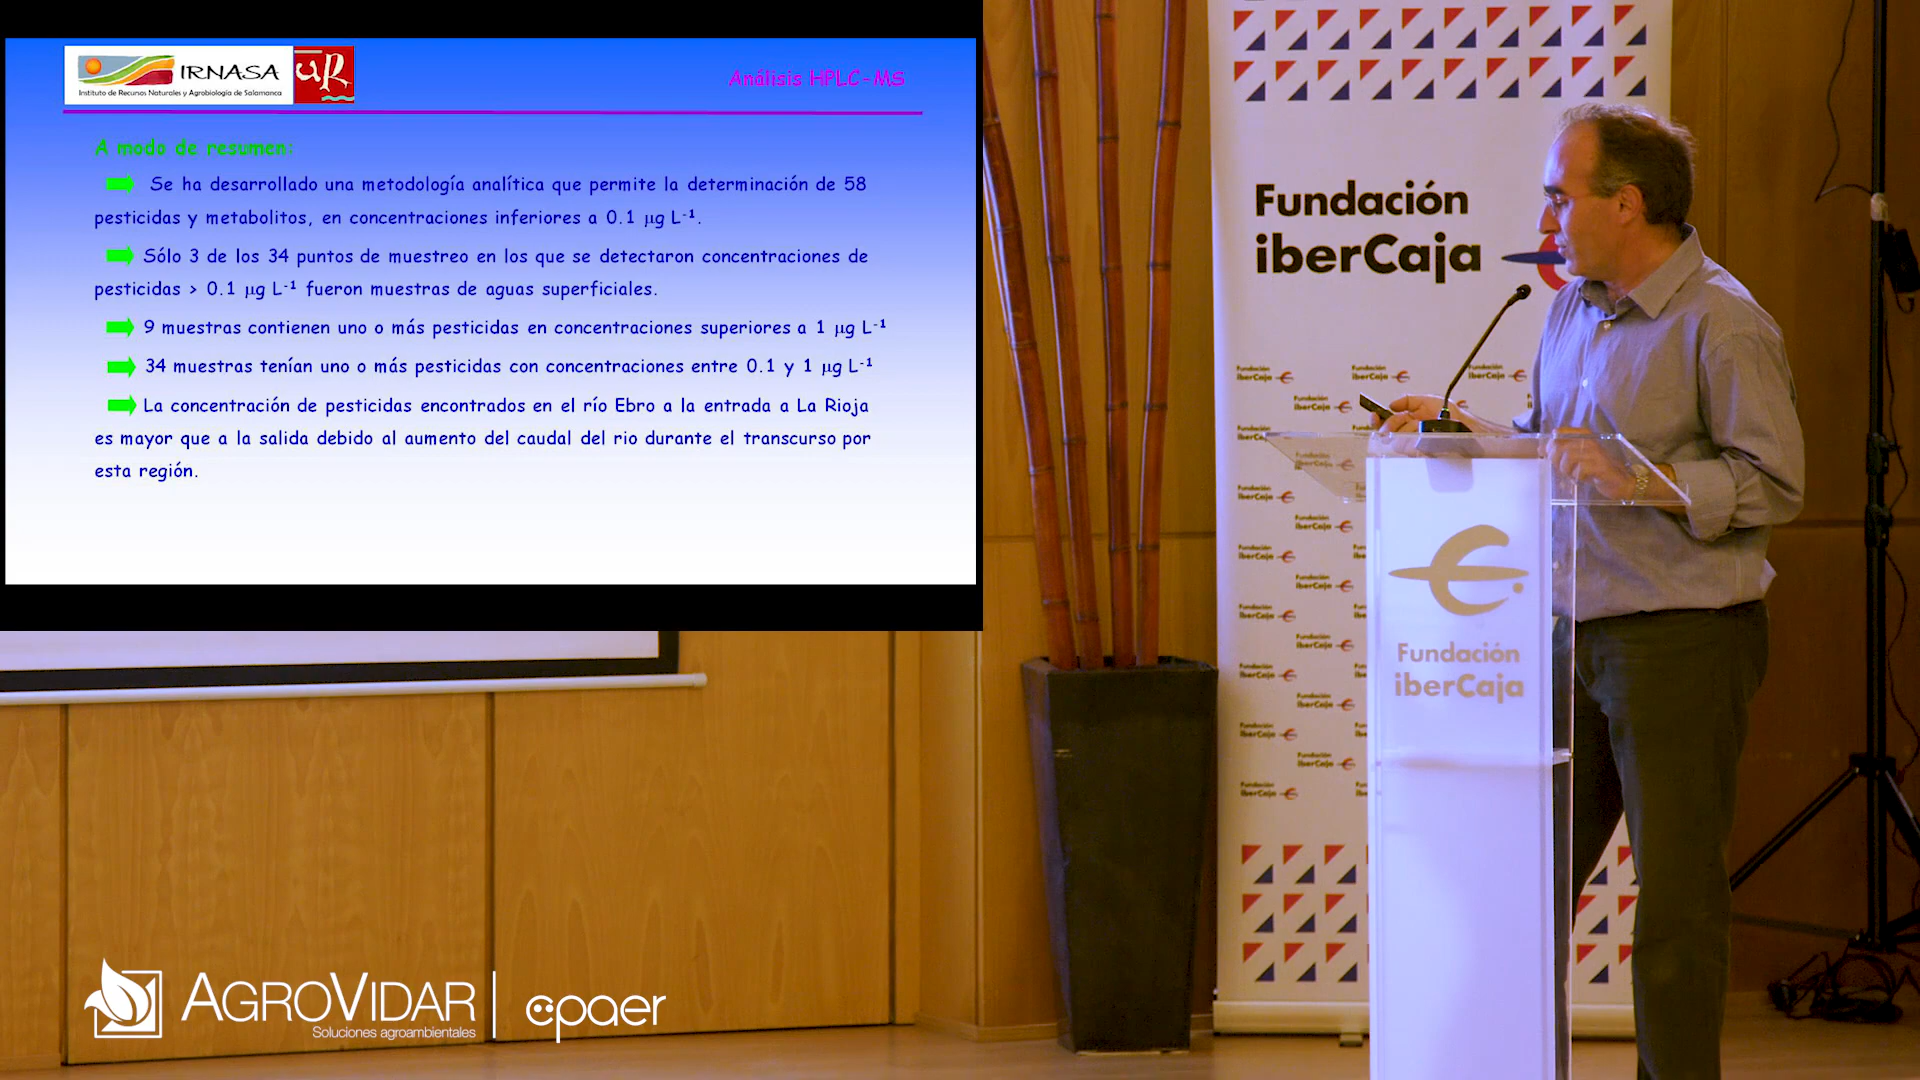 IRNASA
Instituto de Recursos Naturales y Agrobiología de Salamanca
UR
Análisis HPLC-MS
A modo de resumen:
Se ha desarrollado una metodología analítica que permite la determinación de 58
pesticidas y metabolitos, en concentraciones inferiores a 0.1 µg L⁻¹.
Sólo 3 de los 34 puntos de muestreo en los que se detectaron concentraciones de
pesticidas > 0.1 µg L⁻¹ fueron muestras de aguas superficiales.
9 muestras contienen uno o más pesticidas en concentraciones superiores a 1 µg L⁻¹
34 muestras tenían uno o más pesticidas con concentraciones entre 0.1 y 1 µg L⁻¹
La concentración de pesticidas encontrados en el río Ebro a la entrada a La Rioja
es mayor que a la salida debido al aumento del caudal del rio durante el transcurso por
esta región.
Fundación
iberCaja
Fundación
iberCaja
AGROVIDAR
Soluciones agroambientales
cpaer